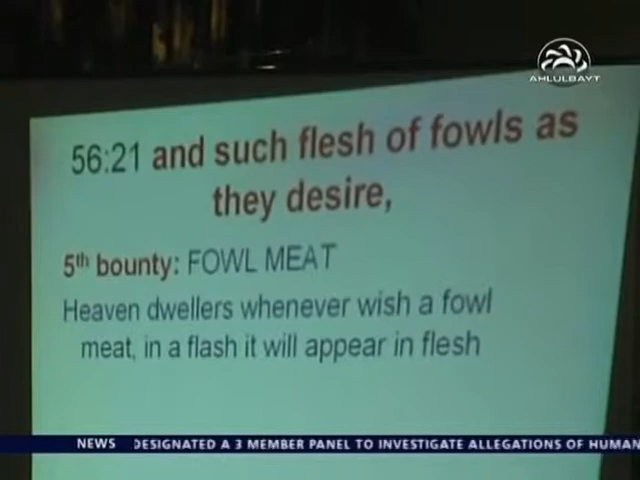 AHLULBAYT
56:21 and such flesh of fowls as
they desire,
5th bounty: FOWL MEAT
Heaven dwellers whenever wish a fowl
meat, in a flash it will appear in flesh
NEWS DESIGNATED A 3 MEMBER PANEL TO INVESTIGATE ALLEGATIONS OF HUMAN